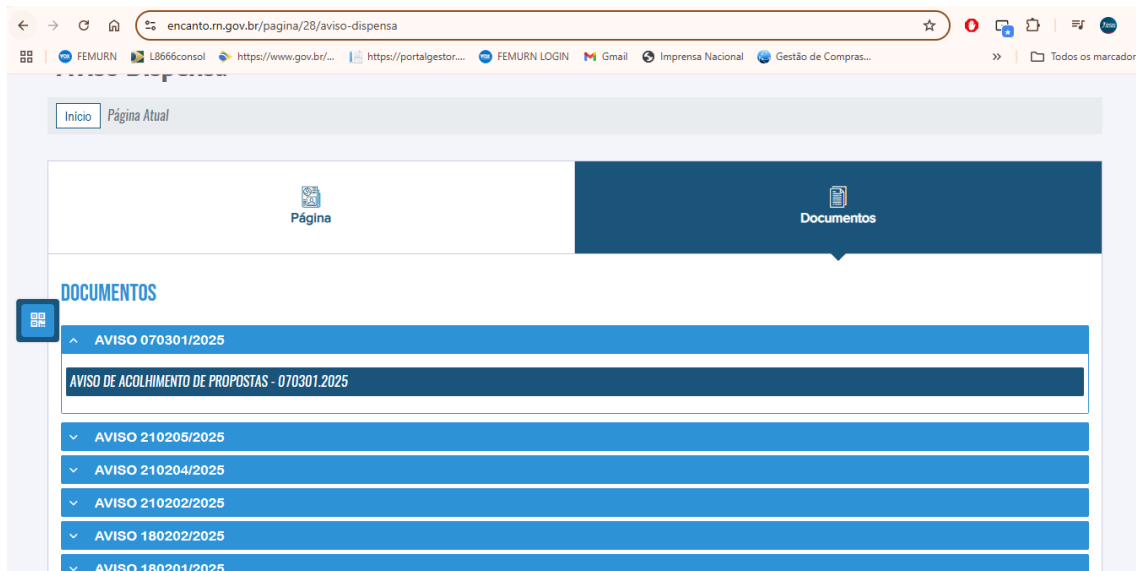 encanto.rn.gov.br/pagina/28/aviso-dispensa
FEMURN L8666consol https://www.gov.br/... https://portalgestor.... FEMURN LOGIN Gmail Imprensa Nacional Gestão de Compras... » Todos os marcador
Aviso Dispensa
Início Página Atual
Página
Documentos
DOCUMENTOS
AVISO 070301/2025
AVISO DE ACOLHIMENTO DE PROPOSTAS - 070301.2025
AVISO 210205/2025
AVISO 210204/2025
AVISO 210202/2025
AVISO 180202/2025
AVISO 180201/2025